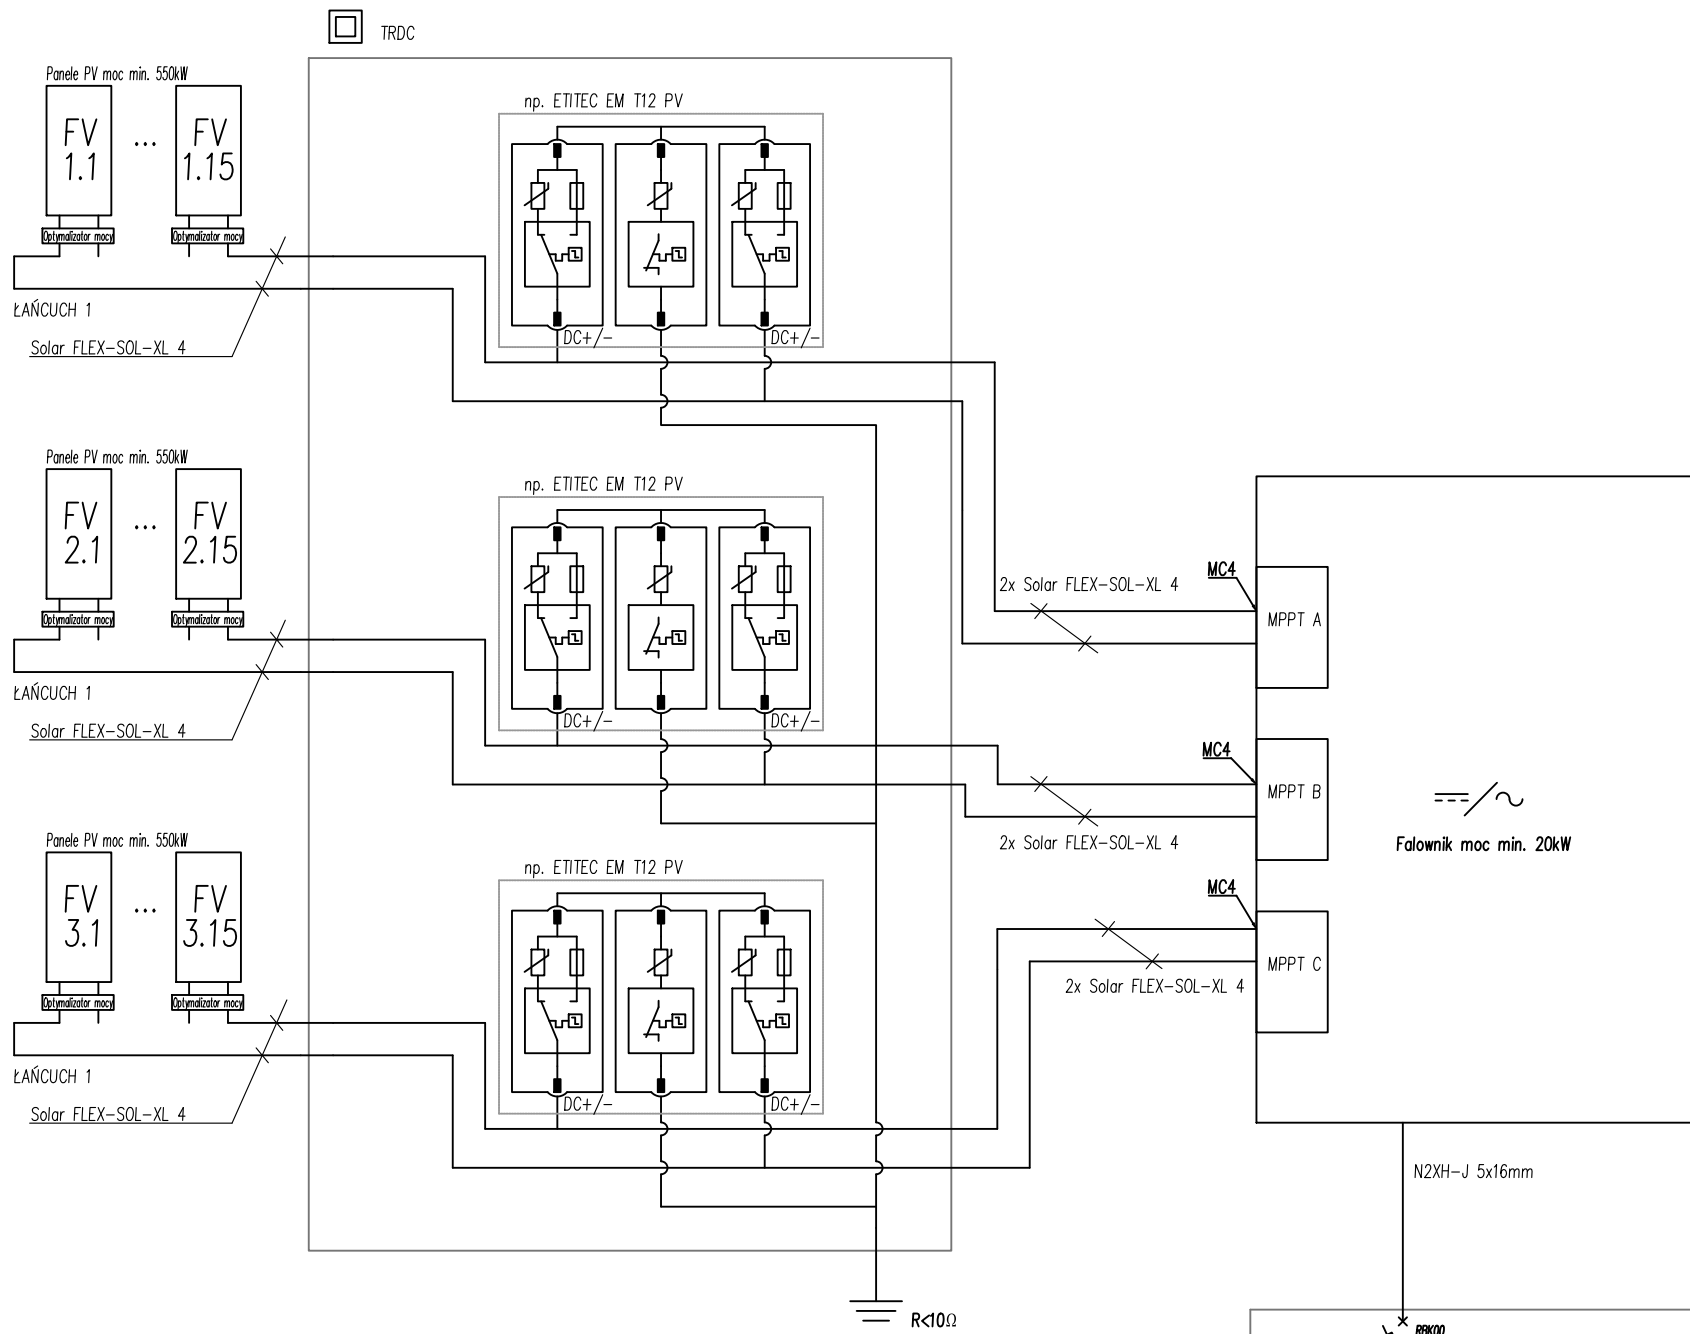 TRDC
Panele PV moc min. 550kW
FV
1.1
...
FV
1.15
Optymalizator mocy
Optymalizator mocy
ŁAŃCUCH 1
Solar FLEX-SOL-XL 4
np. ETITEC EM T12 PV
DC+/-
DC+/-
Panele PV moc min. 550kW
FV
2.1
...
FV
2.15
Optymalizator mocy
Optymalizator mocy
ŁAŃCUCH 1
Solar FLEX-SOL-XL 4
np. ETITEC EM T12 PV
DC+/-
DC+/-
Panele PV moc min. 550kW
FV
3.1
...
FV
3.15
Optymalizator mocy
Optymalizator mocy
ŁAŃCUCH 1
Solar FLEX-SOL-XL 4
np. ETITEC EM T12 PV
DC+/-
DC+/-
2x Solar FLEX-SOL-XL 4
MC4
MPPT A
MC4
MPPT B
2x Solar FLEX-SOL-XL 4
MC4
MPPT C
2x Solar FLEX-SOL-XL 4
Falownik moc min. 20kW
N2XH-J 5x16mm
R<10Ω